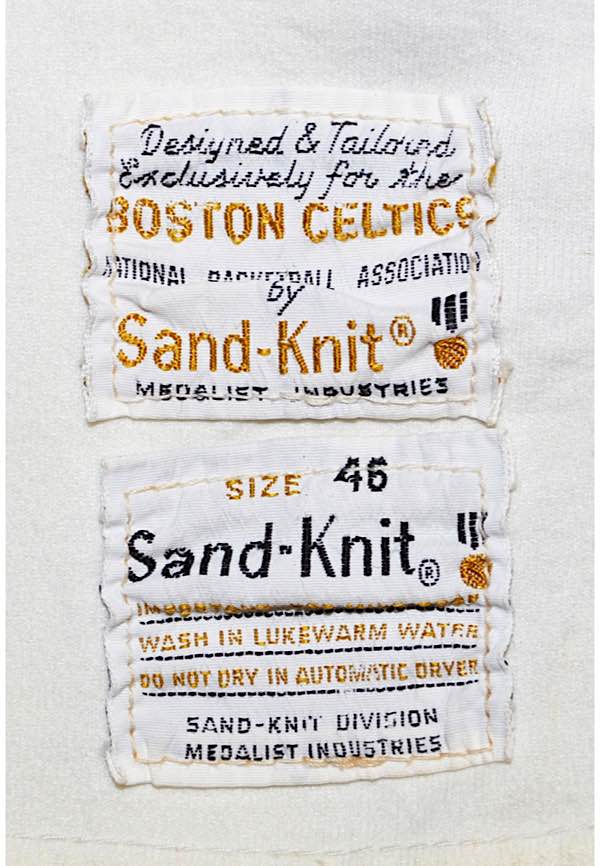 Designed & Tailored
Exclusively for the
BOSTON CELTICS
NATIONAL BASKETBALL ASSOCIATION
by
Sand-Knit®
MEDALIST INDUSTRIES
SIZE 46
Sand-Knit®
WASH IN LUKEWARM WATER
DO NOT DRY IN AUTOMATIC DRYER
SAND-KNIT DIVISION
MEDALIST INDUSTRIES